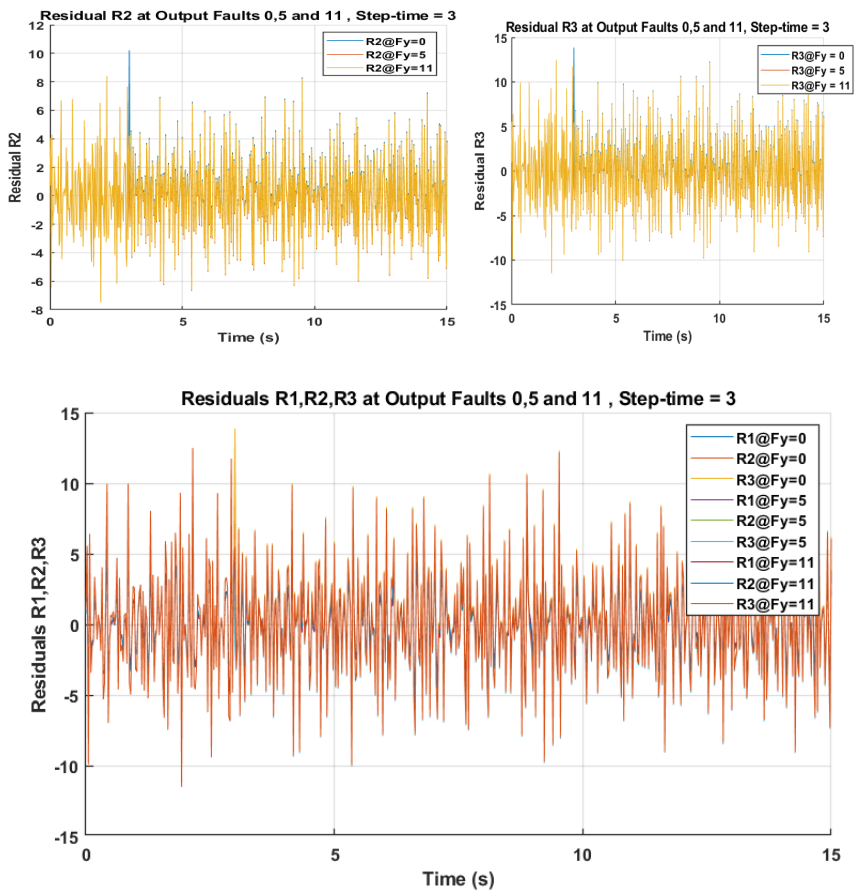 Residual R2 at Output Faults 0,5 and 11 , Step-time = 3
12
10
8
6
4
2
0
-2
-4
-6
-8
0
5
10
15
Residual R2
Time (s)
R2@Fy=0
R2@Fy=5
R2@Fy=11
Residual R3 at Output Faults 0,5 and 11, Step-time = 3
15
10
5
0
-5
-10
-15
0
5
10
15
Residual R3
Time (s)
R3@Fy = 0
R3@Fy = 5
R3@Fy = 11
Residuals R1,R2,R3 at Output Faults 0,5 and 11 , Step-time = 3
15
10
5
0
-5
-10
-15
0
5
10
15
Residuals R1,R2,R3
Time (s)
R1@Fy=0
R2@Fy=0
R3@Fy=0
R1@Fy=5
R2@Fy=5
R3@Fy=5
R1@Fy=11
R2@Fy=11
R3@Fy=11